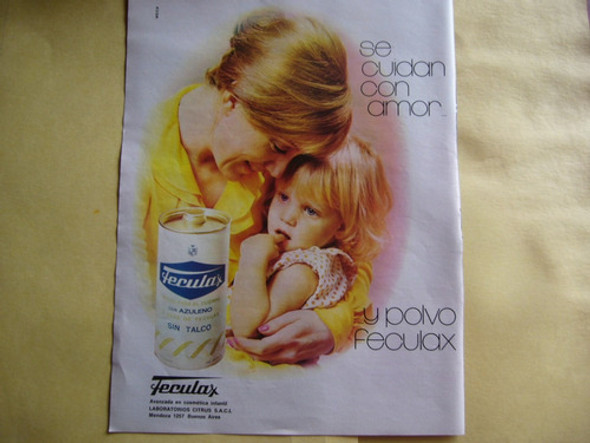 se
cuidan
con
amor..
Feculax
con AZULENO
SIN TALCO
y polvo
feculax
Feculax
Avanzada en cosmética infantil
LABORATORIOS CITRUS S.A.C.I.
Mendoza 1257 Buenos Aires